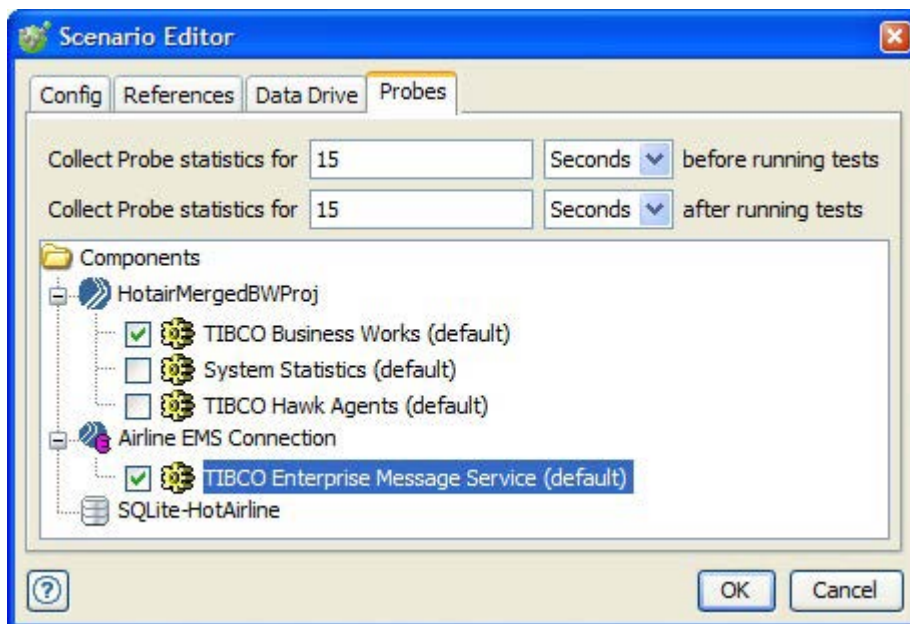 Scenario Editor
Config References Data Drive Probes
Collect Probe statistics for 15 Seconds before running tests
Collect Probe statistics for 15 Seconds after running tests
Components
HotairMergedBWProj
TIBCO Business Works (default)
System Statistics (default)
TIBCO Hawk Agents (default)
Airline EMS Connection
TIBCO Enterprise Message Service (default)
SQLite-HotAirline
? OK Cancel